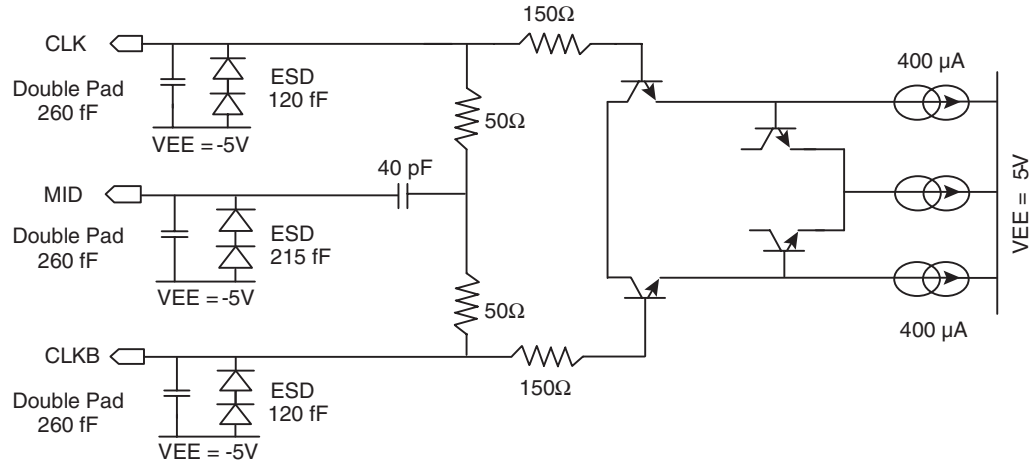 150Ω
CLK
Double Pad
260 fF
ESD
120 fF
VEE = -5V
50Ω
400 µA
40 pF
MID
Double Pad
260 fF
ESD
215 fF
VEE = -5V
VEE = 5V
50Ω
CLKB
Double Pad
260 fF
ESD
120 fF
VEE = -5V
150Ω
400 µA